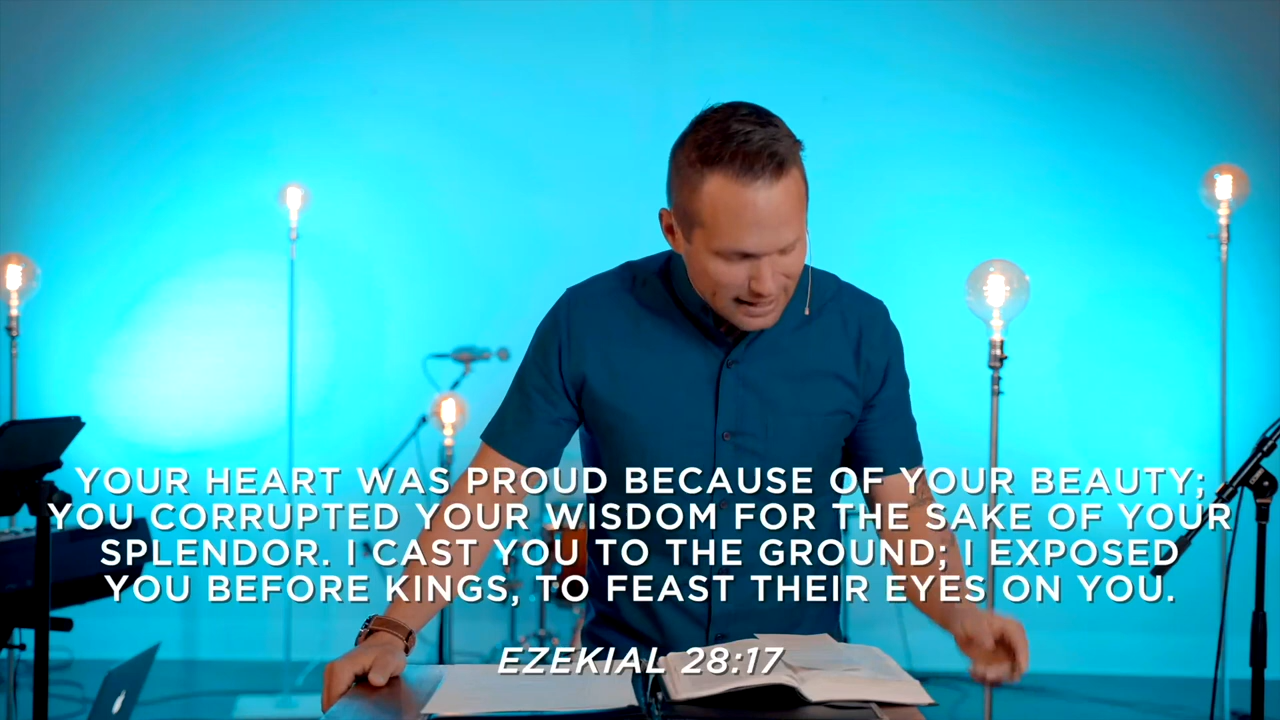 YOUR HEART WAS PROUD BECAUSE OF YOUR BEAUTY;
YOU CORRUPTED YOUR WISDOM FOR THE SAKE OF YOUR
SPLENDOR. I CAST YOU TO THE GROUND; I EXPOSED
YOU BEFORE KINGS, TO FEAST THEIR EYES ON YOU.
EZEKIAL 28:17